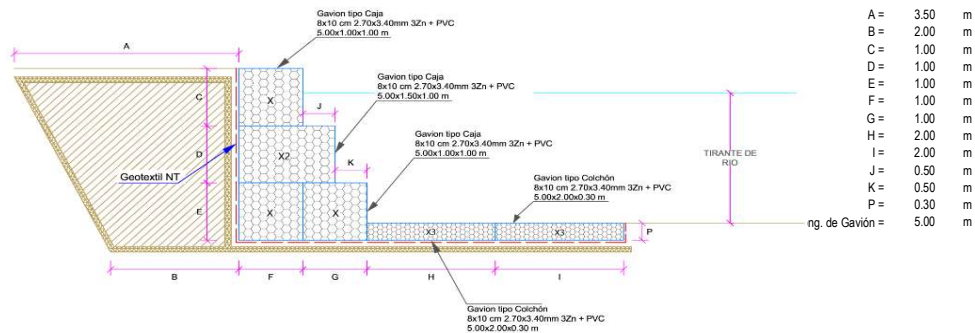 Gavion tipo Caja
8x10 cm 2.70x3.40mm 3Zn + PVC
5.00x1.00x1.00 m
A
Gavion tipo Caja
8x10 cm 2.70x3.40mm 3Zn + PVC
5.00x1.50x1.00 m
C
X
J
Gavion tipo Caja
8x10 cm 2.70x3.40mm 3Zn + PVC
5.00x1.00x1.00 m
D
X2
K
TIRANTE DE
RIO
Geotextil NT
Gavion tipo Colchón
8x10 cm 2.70x3.40mm 3Zn + PVC
5.00x2.00x0.30 m
E
X
X
X3
X3
P
B
F
G
H
I
Gavion tipo Colchón
8x10 cm 2.70x3.40mm 3Zn + PVC
5.00x2.00x0.30 m
A = 3.50 m
B = 2.00 m
C = 1.00 m
D = 1.00 m
E = 1.00 m
F = 1.00 m
G = 1.00 m
H = 2.00 m
I = 2.00 m
J = 0.50 m
K = 0.50 m
P = 0.30 m
ng. de Gavión = 5.00 m